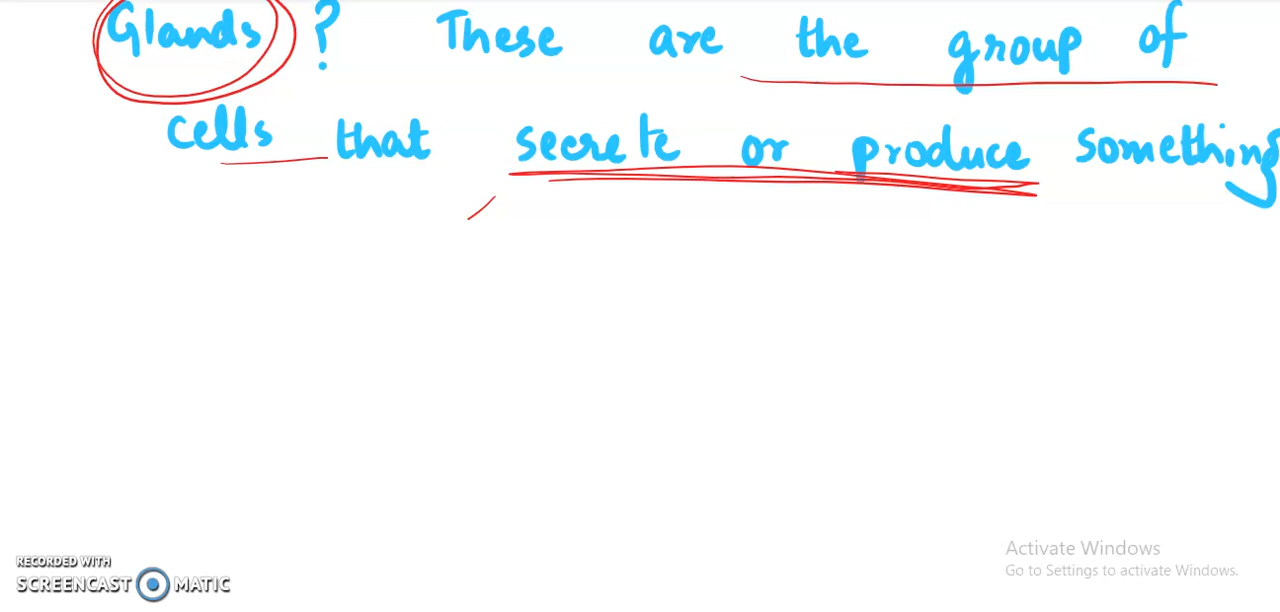 Glands? These are the group of
cells that secrete or produce something
RECORDED WITH
SCREENCAST MATIC
Activate Windows
Go to Settings to activate Windows.